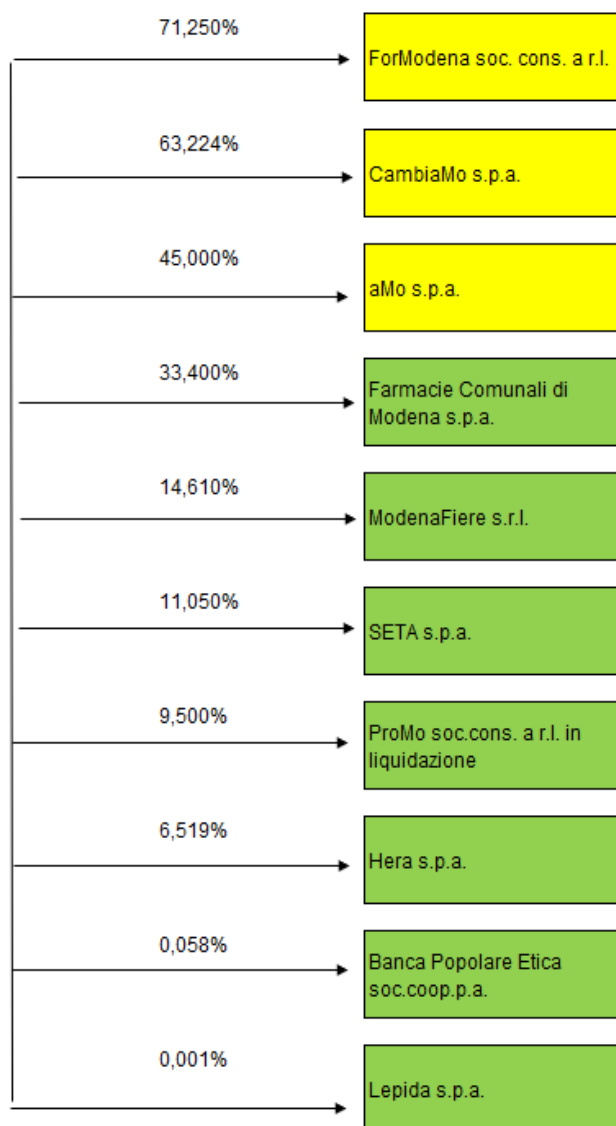 71,250%
ForModena soc. cons. a r.l.
63,224%
CambiaMo s.p.a.
45,000%
aMo s.p.a.
33,400%
Farmacie Comunali di
Modena s.p.a.
14,610%
ModenaFiere s.r.l.
11,050%
SETA s.p.a.
9,500%
ProMo soc.cons. a r.l. in
liquidazione
6,519%
Hera s.p.a.
0,058%
Banca Popolare Etica
soc.coop.p.a.
0,001%
Lepida s.p.a.